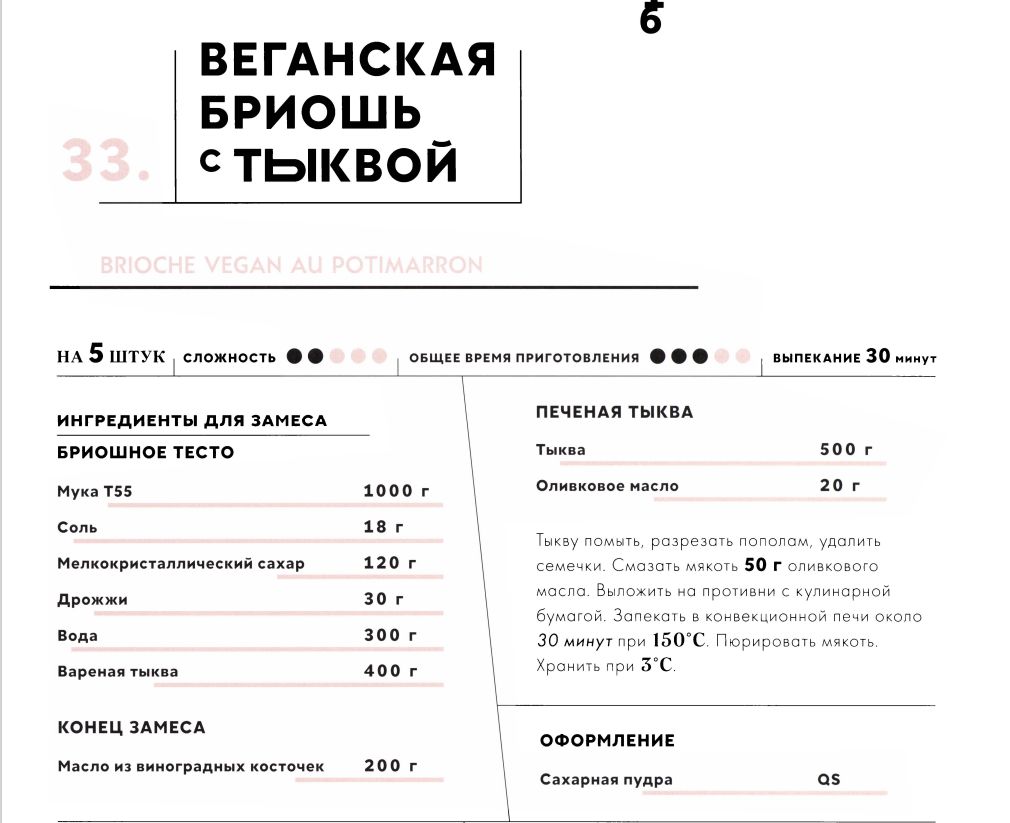 6
ВЕГАНСКАЯ
БРИОШЬ
33.
С ТЫКВОЙ
BRIOCHE VEGAN AU POTIMARRON
НА 5 ШТУК СЛОЖНОСТЬ ОБЩЕЕ ВРЕМЯ ПРИГОТОВЛЕНИЯ ВЫПЕКАНИЕ 30 минут
ИНГРЕДИЕНТЫ ДЛЯ ЗАМЕСА
БРИОШНОЕ ТЕСТО
Мука Т55 1000 г
Соль 18 г
Мелкокристаллический сахар 120 г
Дрожжи 30 г
Вода 300 г
Вареная тыква 400 г
КОНЕЦ ЗАМЕСА
Масло из виноградных косточек 200 г
ПЕЧЕНАЯ ТЫКВА
Тыква 500 г
Оливковое масло 20 г
Тыкву помыть, разрезать пополам, удалить
семечки. Смазать мякоть 50 г оливкового
масла. Выложить на противни с кулинарной
бумагой. Запекать в конвекционной печи около
30 минут при 150°С. Пюрировать мякоть.
Хранить при 3°С.
ОФОРМЛЕНИЕ
Сахарная пудра QS